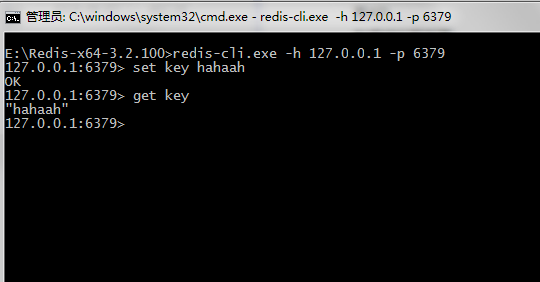 管理员: C:\windows\system32\cmd.exe - redis-cli.exe -h 127.0.0.1 -p 6379
E:\Redis-x64-3.2.100>redis-cli.exe -h 127.0.0.1 -p 6379
127.0.0.1:6379> set key hahaah
OK
127.0.0.1:6379> get key
"hahaah"
127.0.0.1:6379>